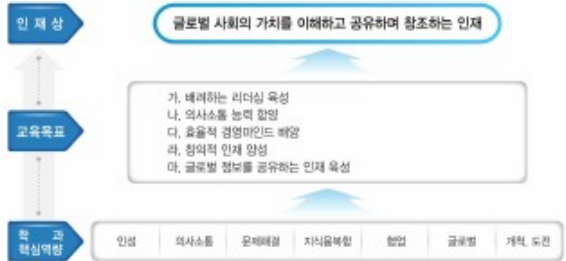 인 재 상
글로벌 사회의 가치를 이해하고 공유하며 창조하는 인재
교육목표
가. 배려하는 리더십 육성
나. 의사소통 능력 함양
다. 효율적 경영마인드 배양
라. 창의적 인재 양성
마. 글로벌 정보를 공유하는 인재 육성
학 과
핵심역량
인성 의사소통 문제해결 지식융복합 협업 글로벌 개척, 도전